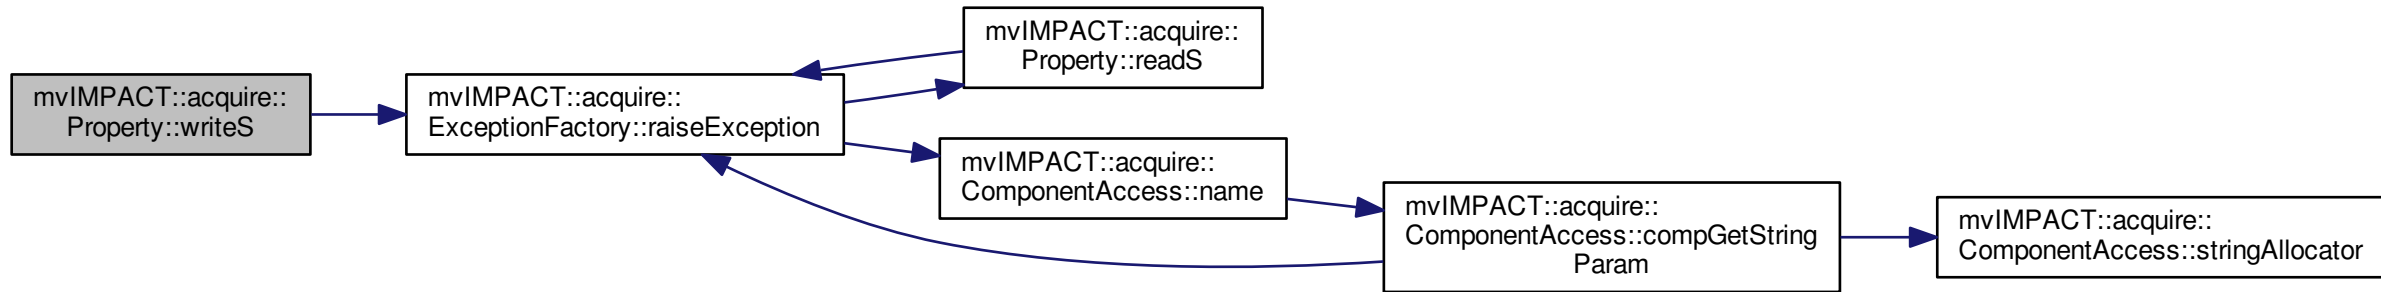 mvIMPACT::acquire::
Property::writeS
mvIMPACT::acquire::
ExceptionFactory::raiseException
mvIMPACT::acquire::
Property::readS
mvIMPACT::acquire::
ComponentAccess::name
mvIMPACT::acquire::
ComponentAccess::compGetString
Param
mvIMPACT::acquire::
ComponentAccess::stringAllocator